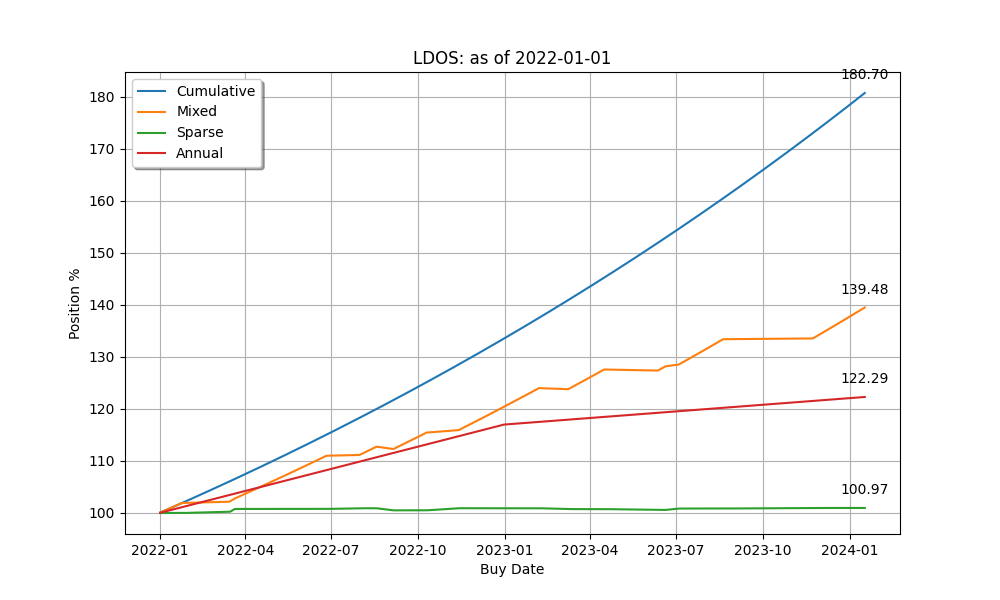 LDOS: as of 2022-01-01
Cumulative
Mixed
Sparse
Annual
180.70
139.48
122.29
100.97
Position %
180
170
160
150
140
130
120
110
100
2022-01 2022-04 2022-07 2022-10 2023-01 2023-04 2023-07 2023-10 2024-01
Buy Date